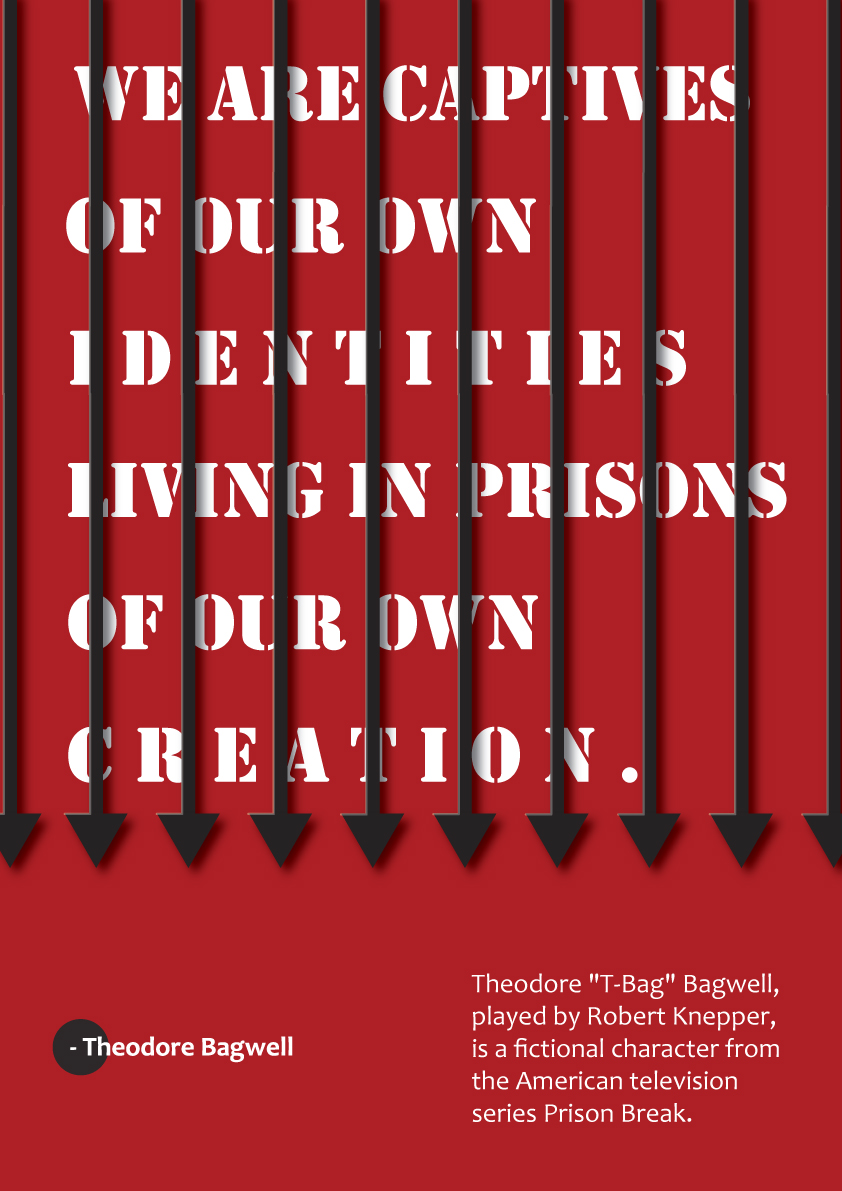 WE ARE CAPTIVES
OF OUR OWN
IDENTITIES
LIVING IN PRISONS
OF OUR OWN
CREATION.
- Theodore Bagwell
Theodore "T-Bag" Bagwell,
played by Robert Knepper,
is a fictional character from
the American television
series Prison Break.